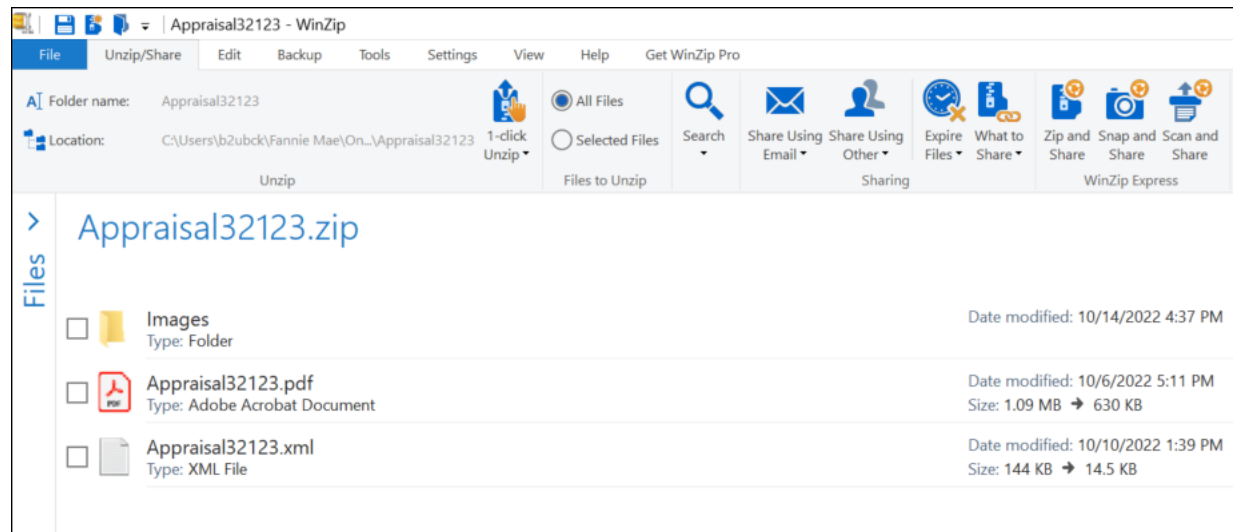 Appraisal32123 - WinZip
File Unzip/Share Edit Backup Tools Settings View Help Get WinZip Pro
Folder name: Appraisal32123
Location: C:\Users\b2ubck\Fannie Mae\On...\Appraisal32123
1-click
Unzip
Unzip
All Files
Selected Files
Files to Unzip
Search
Share Using
Email
Share Using
Other
Expire
Files
What to
Share
Sharing
Zip and
Share
Snap and
Share
Scan and
Share
WinZip Express
Files
Appraisal32123.zip
Images
Type: Folder
Date modified: 10/14/2022 4:37 PM
PDF
Appraisal32123.pdf
Type: Adobe Acrobat Document
Date modified: 10/6/2022 5:11 PM
Size: 1.09 MB → 630 KB
Appraisal32123.xml
Type: XML File
Date modified: 10/10/2022 1:39 PM
Size: 144 KB → 14.5 KB